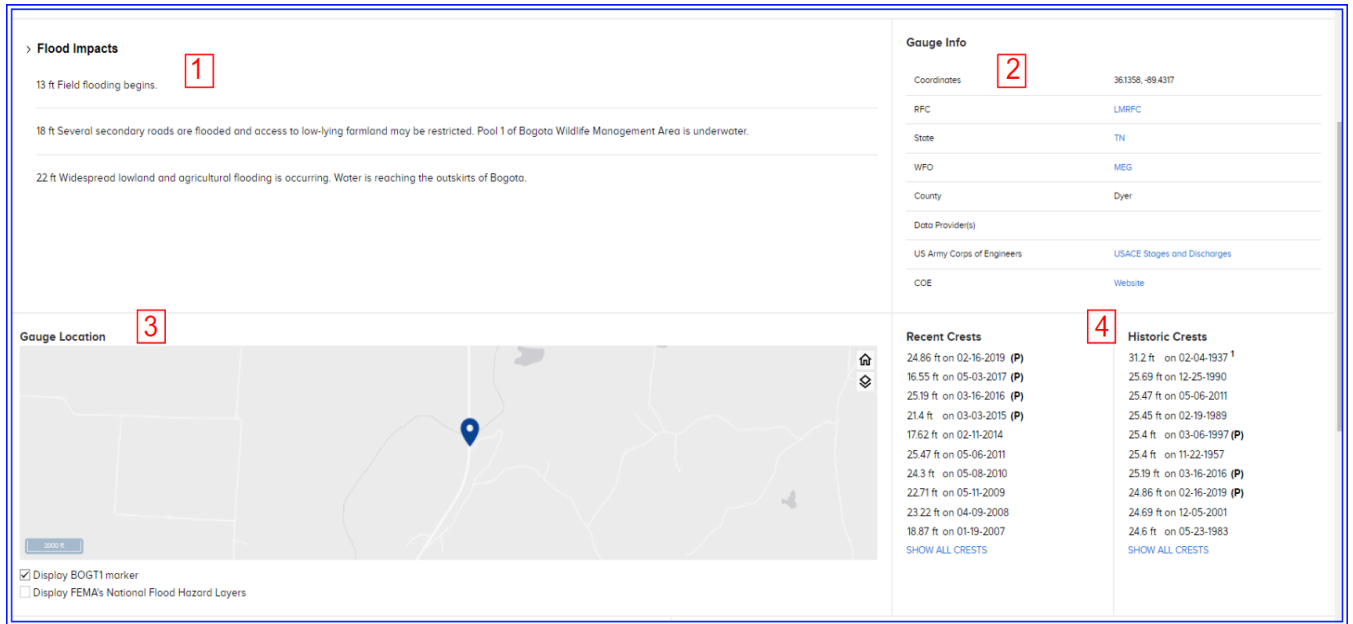 Flood Impacts
1
13 ft Field flooding begins.
18 ft Several secondary roads are flooded and access to low-lying farmland may be restricted. Pool 1 of Bogota Wildlife Management Area is underwater.
22 ft Widespread lowland and agricultural flooding is occurring. Water is reaching the outskirts of Bogota.
Gauge Info
2
Coordinates 36.1358, -89.4317
RFC LMRFC
State TN
WFO MEG
County Dyer
Data Provider(s)
US Army Corps of Engineers USACE Stages and Discharges
COE Website
3
Gauge Location
2000 ft
Display BOGT1 marker
Display FEMA's National Flood Hazard Layers
4
Recent Crests
24.86 ft on 02-16-2019 (P)
16.55 ft on 05-03-2017 (P)
25.19 ft on 03-16-2016 (P)
21.4 ft on 03-03-2015 (P)
17.62 ft on 02-11-2014
25.47 ft on 05-06-2011
24.3 ft on 05-08-2010
22.71 ft on 05-11-2009
23.22 ft on 04-09-2008
18.87 ft on 01-19-2007
SHOW ALL CRESTS
Historic Crests
31.2 ft on 02-04-1937 1
25.69 ft on 12-25-1990
25.47 ft on 05-06-2011
25.45 ft on 02-19-1989
25.4 ft on 03-06-1997 (P)
25.4 ft on 11-22-1957
25.19 ft on 03-16-2016 (P)
24.86 ft on 02-16-2019 (P)
24.69 ft on 12-05-2001
24.6 ft on 05-23-1983
SHOW ALL CRESTS